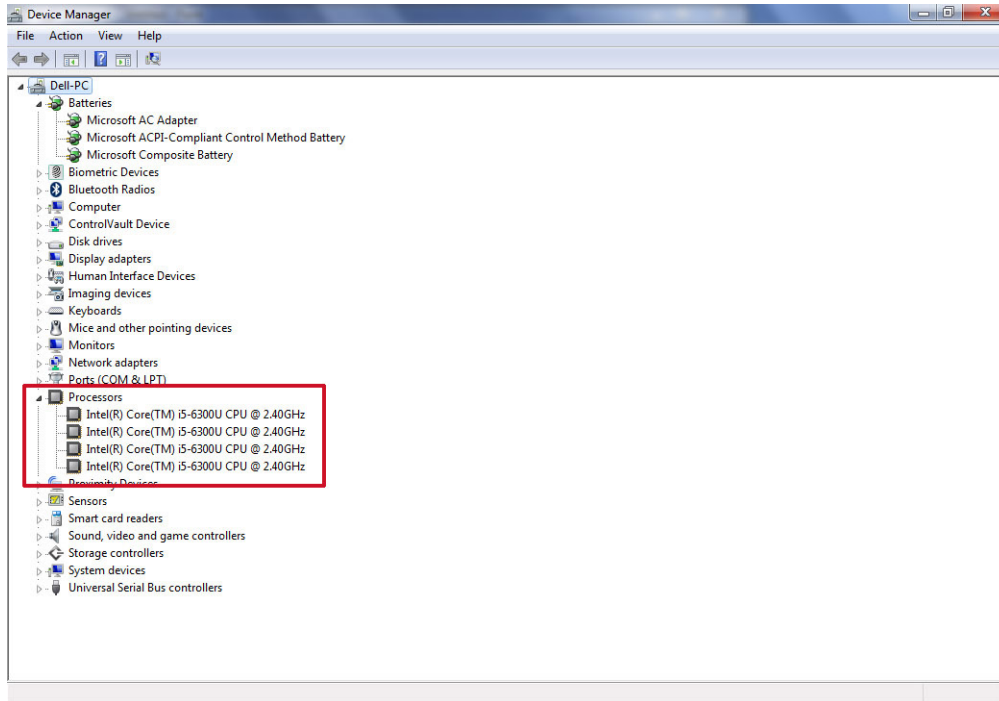 Device Manager
File Action View Help
Dell-PC
Batteries
Microsoft AC Adapter
Microsoft ACPI-Compliant Control Method Battery
Microsoft Composite Battery
Biometric Devices
Bluetooth Radios
Computer
ControlVault Device
Disk drives
Display adapters
Human Interface Devices
Imaging devices
Keyboards
Mice and other pointing devices
Monitors
Network adapters
Ports (COM & LPT)
Processors
Intel(R) Core(TM) i5-6300U CPU @ 2.40GHz
Intel(R) Core(TM) i5-6300U CPU @ 2.40GHz
Intel(R) Core(TM) i5-6300U CPU @ 2.40GHz
Intel(R) Core(TM) i5-6300U CPU @ 2.40GHz
Proximity Devices
Sensors
Smart card readers
Sound, video and game controllers
Storage controllers
System devices
Universal Serial Bus controllers